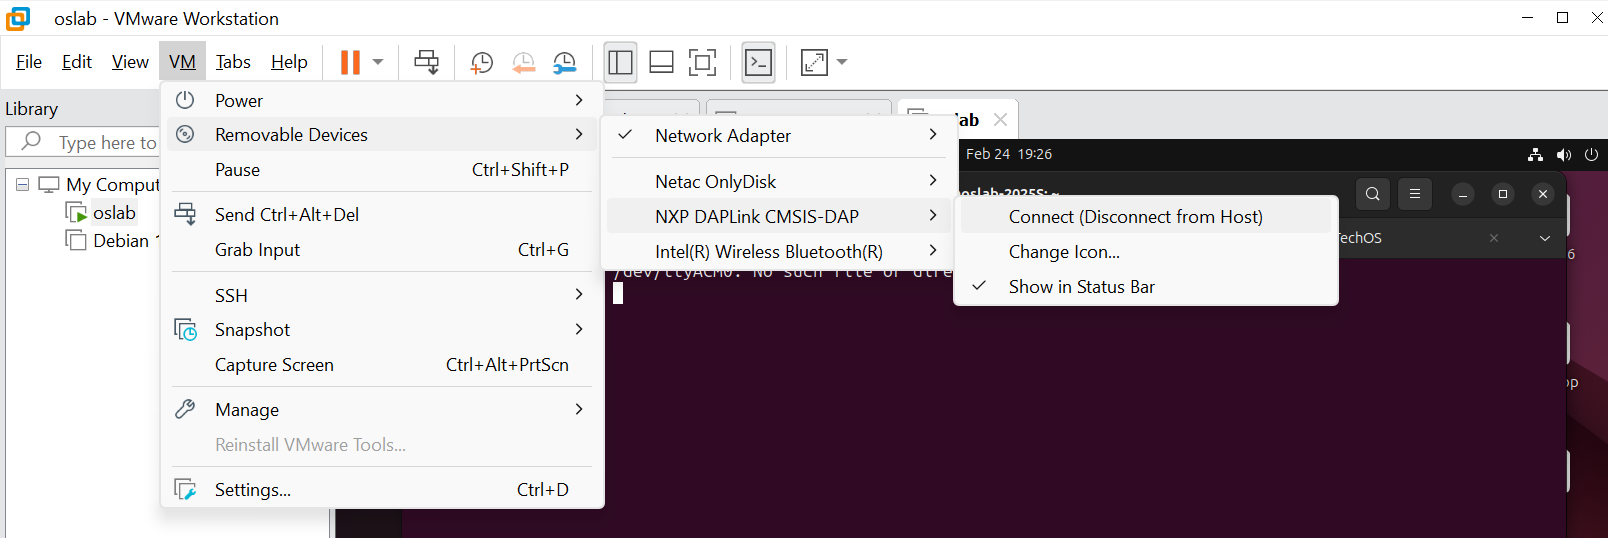 oslab - VMware Workstation
File Edit View VM Tabs Help
Library
Type here to
My Comput
oslab
Debian 1
Power
Removable Devices
Pause Ctrl+Shift+P
Send Ctrl+Alt+Del
Grab Input Ctrl+G
SSH
Snapshot
Capture Screen Ctrl+Alt+PrtScn
Manage
Reinstall VMware Tools...
Settings... Ctrl+D
Network Adapter
Netac OnlyDisk
NXP DAPLink CMSIS-DAP
Intel(R) Wireless Bluetooth(R)
Connect (Disconnect from Host)
Change Icon...
Show in Status Bar
lab
Feb 24 19:26
oslab-2025S: ~
TechOS
/dev/ttyACM0: No such file or dire
6
op